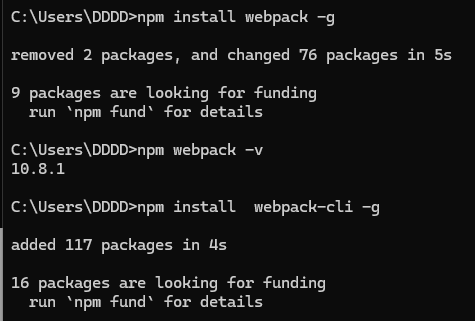 C:\Users\DDDD>npm install webpack -g
removed 2 packages, and changed 76 packages in 5s
9 packages are looking for funding
  run `npm fund` for details
C:\Users\DDDD>npm webpack -v
10.8.1
C:\Users\DDDD>npm install  webpack-cli -g
added 117 packages in 4s
16 packages are looking for funding
  run `npm fund` for details